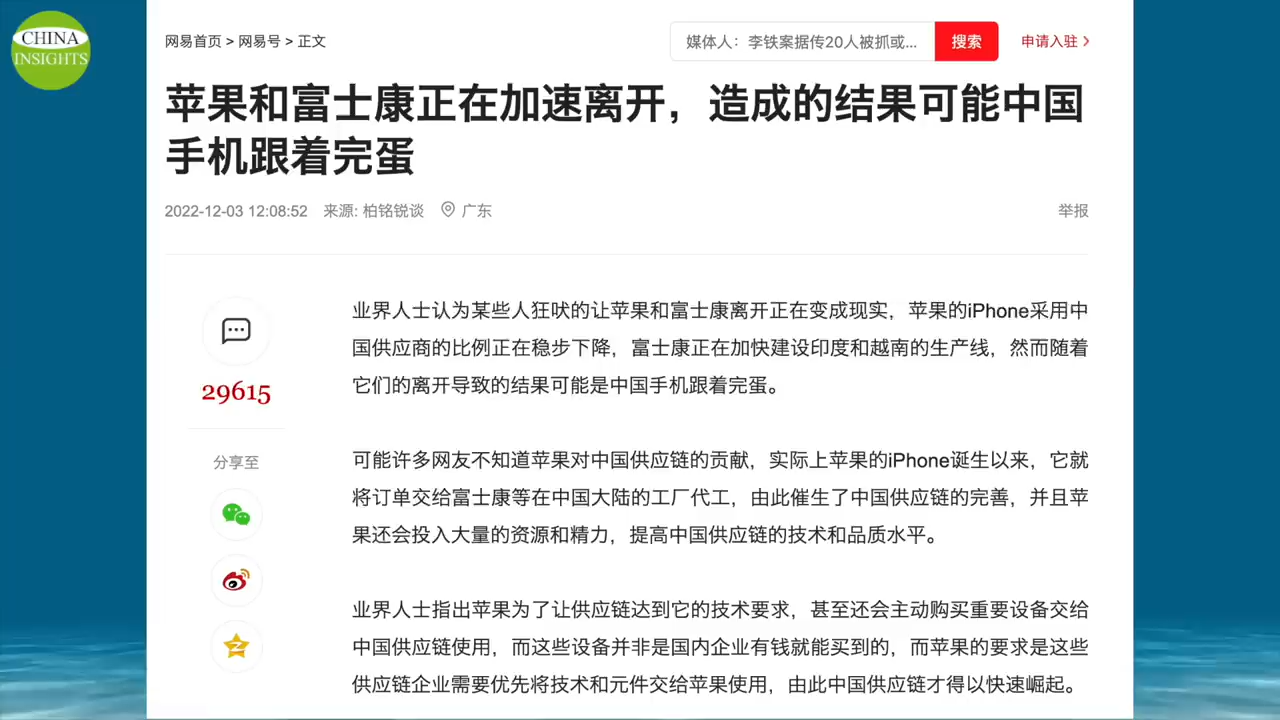 CHINA
INSIGHTS
网易首页 > 网易号 > 正文
媒体人：李铁案据传20人被抓或...
搜索
申请入驻 >
苹果和富士康正在加速离开，造成的结果可能中国
手机跟着完蛋
2022-12-03 12:08:52 来源: 柏铭锐谈 广东
举报
29615
分享至
业界人士认为某些人狂吠的让苹果和富士康离开正在变成现实，苹果的iPhone采用中
国供应商的比例正在稳步下降，富士康正在加快建设印度和越南的生产线，然而随着
它们的离开导致的结果可能是中国手机跟着完蛋。
可能许多网友不知道苹果对中国供应链的贡献，实际上苹果的iPhone诞生以来，它就
将订单交给富士康等在中国大陆的工厂代工，由此催生了中国供应链的完善，并且苹
果还会投入大量的资源和精力，提高中国供应链的技术和品质水平。
业界人士指出苹果为了让供应链达到它的技术要求，甚至还会主动购买重要设备交给
中国供应链使用，而这些设备并非是国内企业有钱就能买到的，而苹果的要求是这些
供应链企业需要优先将技术和元件交给苹果使用，由此中国供应链才得以快速崛起。